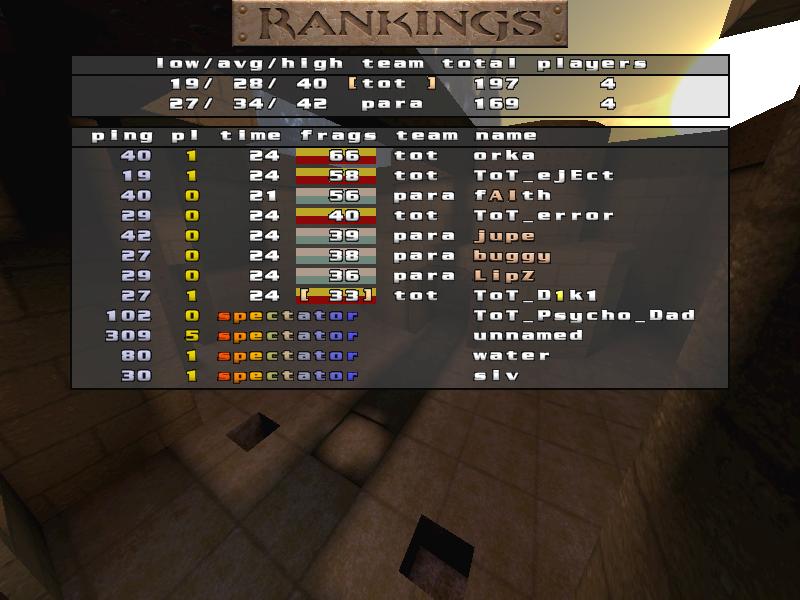 RANKINGS
low/avg/high team total players
19/ 28/ 40 [tot ] 197 4
27/ 34/ 42 para 169 4
ping pl time frags team name
40 1 24 66 tot orka
19 1 24 58 tot ToT_ejEct
40 0 21 56 para fAIth
29 0 24 40 tot ToT_error
42 0 24 39 para jupe
27 0 24 38 para buggy
29 0 24 36 para LipZ
27 1 24 [ 33] tot ToT_D1k1
102 0 spectator ToT_Psycho_Dad
309 5 spectator unnamed
80 1 spectator water
30 1 spectator siv